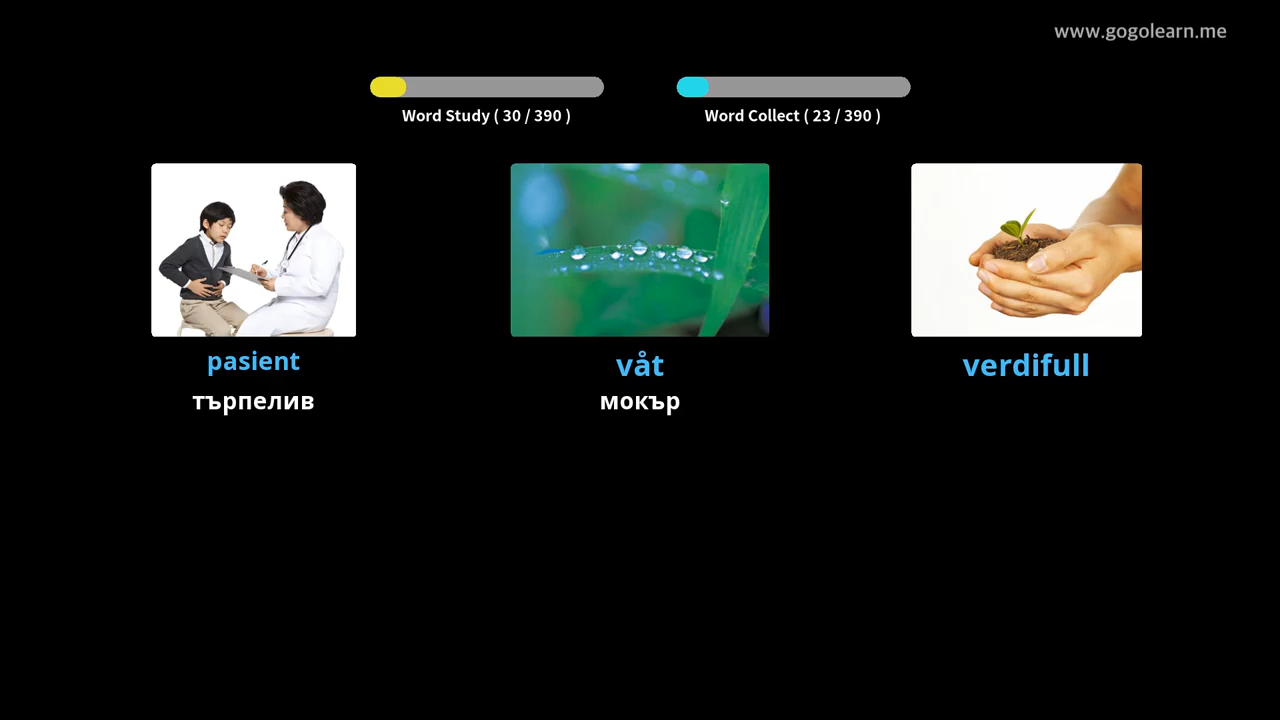 www.gogolearn.me
Word Study ( 30 / 390 )
Word Collect ( 23 / 390 )
pasient
våt
verdifull
търпелив
мокър